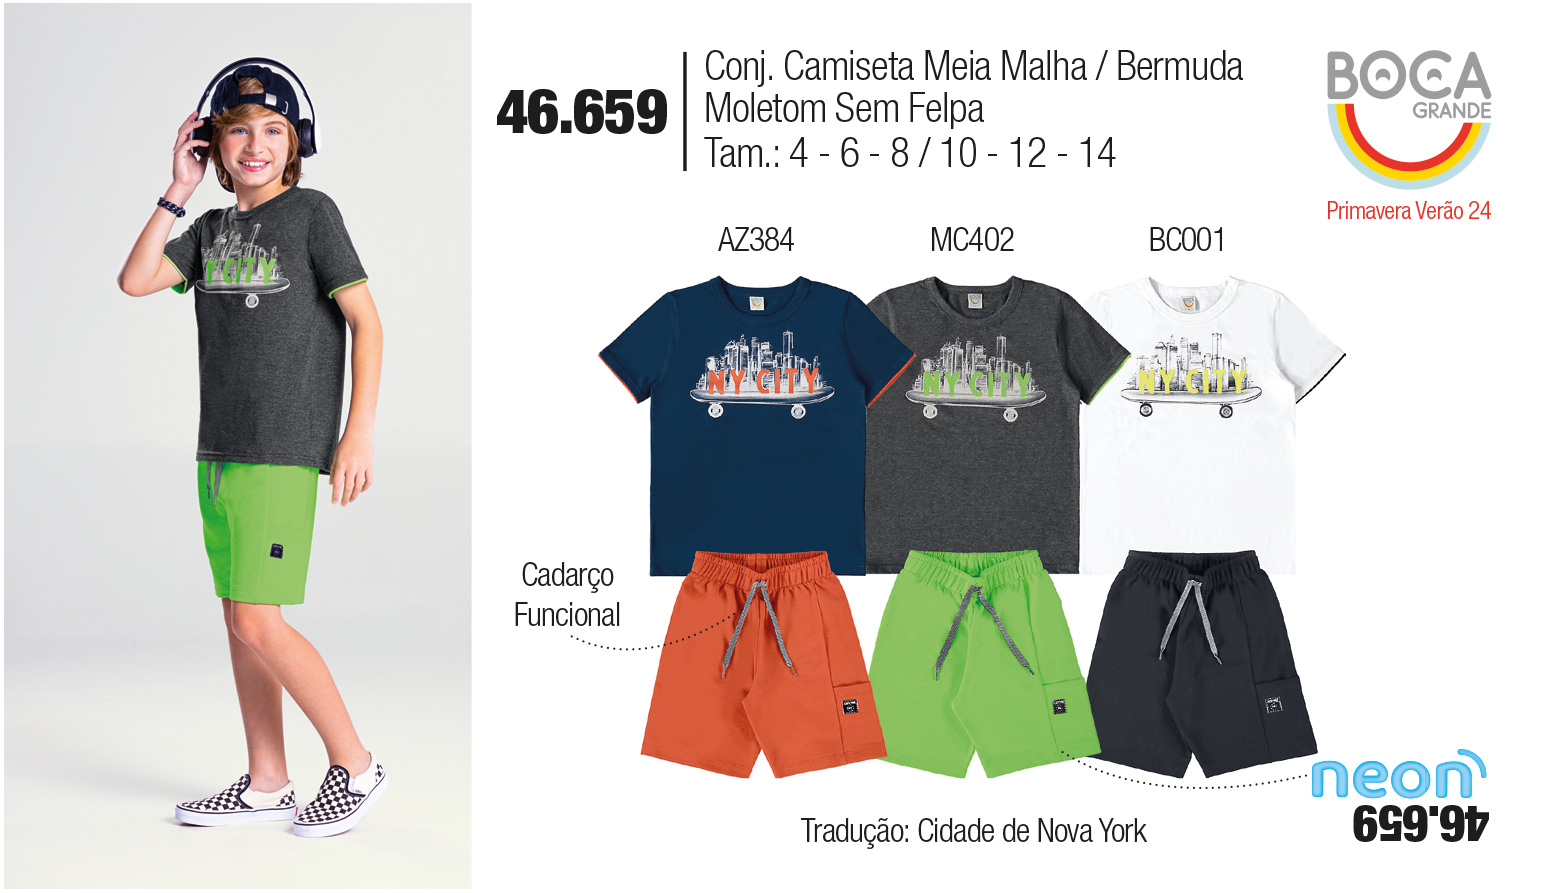 46.659
Conj. Camiseta Meia Malha / Bermuda
Moletom Sem Felpa
Tam.: 4 - 6 - 8 / 10 - 12 - 14
BOCA
GRANDE
Primavera Verão 24
AZ384
MC402
BC001
Y CITY
NY CITY
NY CITY
NY CITY
Cadarço
Funcional
neon
46.659
Tradução: Cidade de Nova York